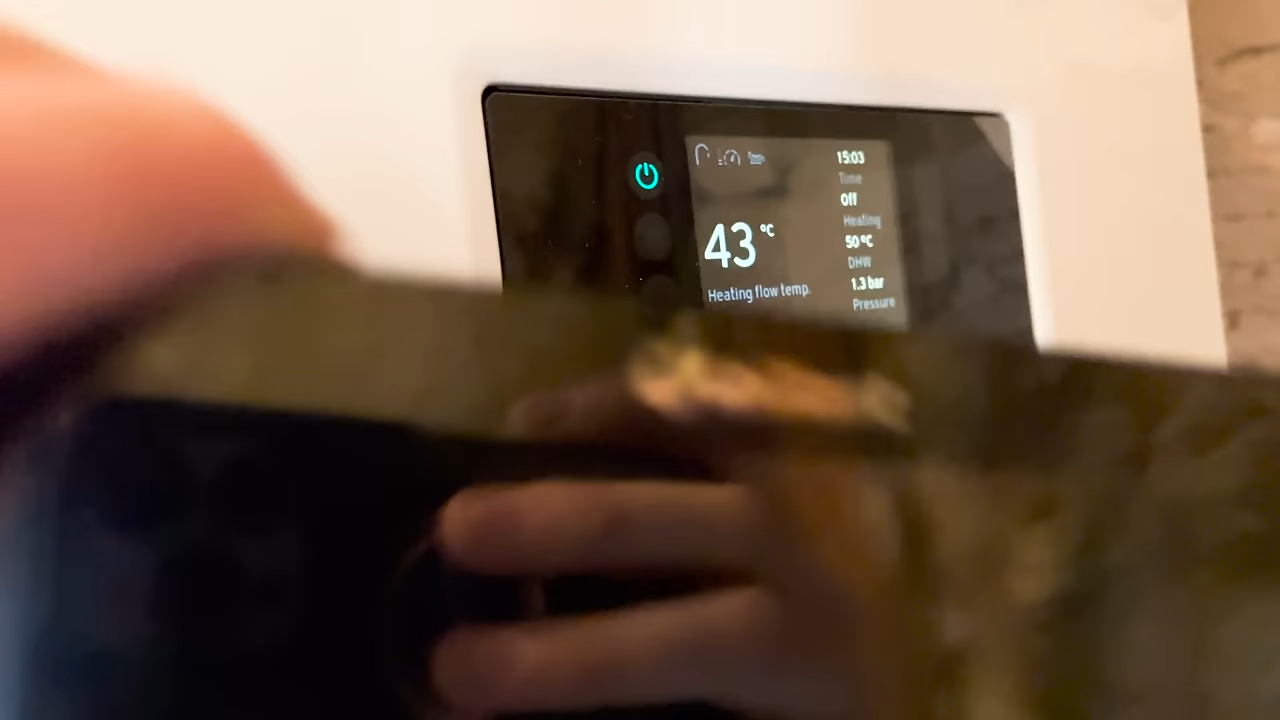 15:03
Time
Off
Heating
43 °C
50 °C
DHW
Heating flow temp.
1.3 bar
Pressure